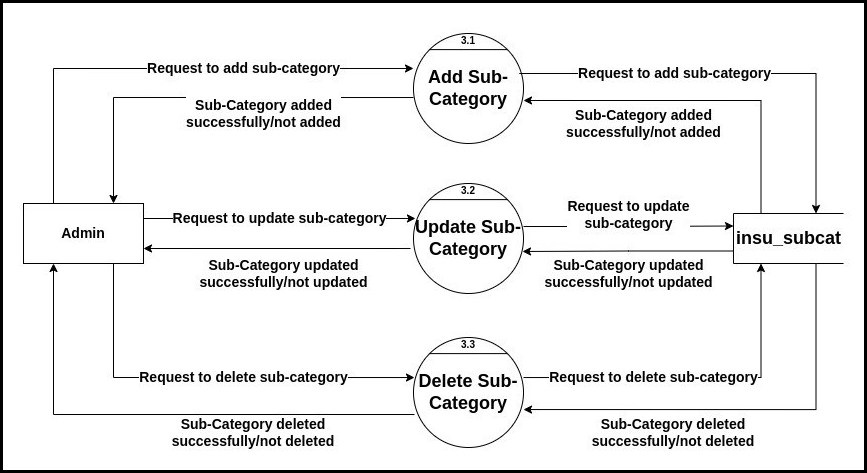 3.1
Add Sub-
Category
Request to add sub-category
Request to add sub-category
Sub-Category added
successfully/not added
Sub-Category added
successfully/not added
3.2
Update Sub-
Category
Admin
Request to update sub-category
Request to update
sub-category
insu_subcat
Sub-Category updated
successfully/not updated
Sub-Category updated
successfully/not updated
3.3
Delete Sub-
Category
Request to delete sub-category
Request to delete sub-category
Sub-Category deleted
successfully/not deleted
Sub-Category deleted
successfully/not deleted